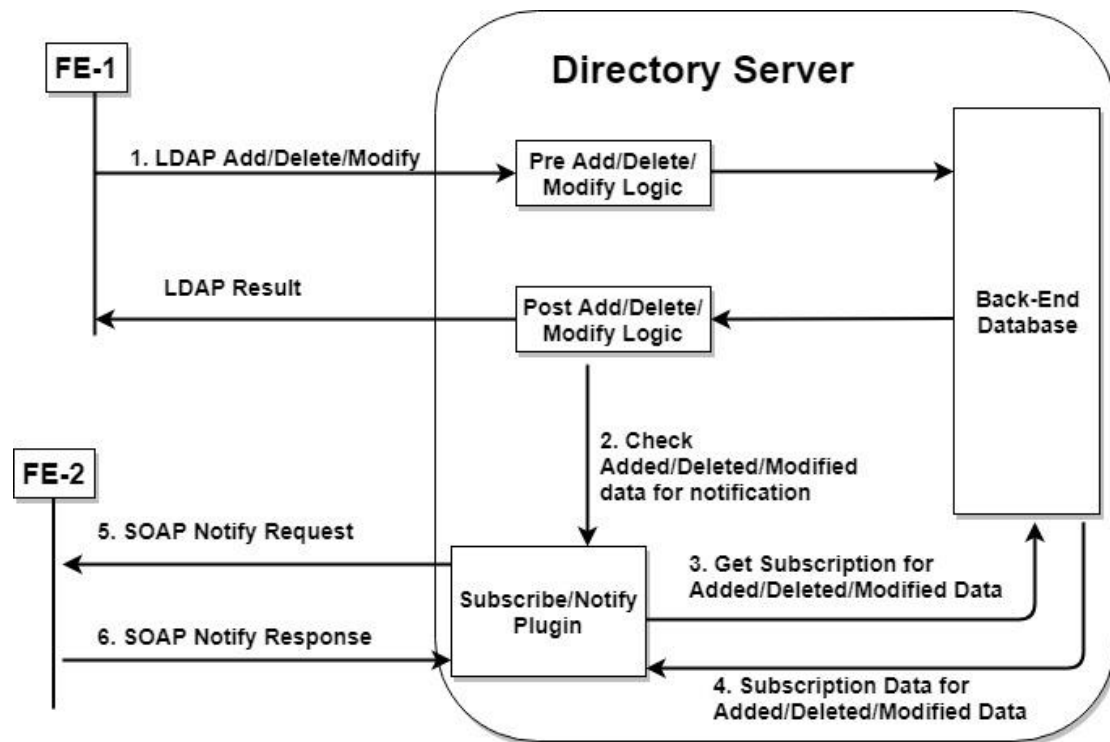 FE-1
Directory Server
1. LDAP Add/Delete/Modify
Pre Add/Delete/
Modify Logic
LDAP Result
Post Add/Delete/
Modify Logic
Back-End
Database
2. Check
Added/Deleted/Modified
data for notification
FE-2
5. SOAP Notify Request
Subscribe/Notify
Plugin
3. Get Subscription for
Added/Deleted/Modified Data
6. SOAP Notify Response
4. Subscription Data for
Added/Deleted/Modified Data